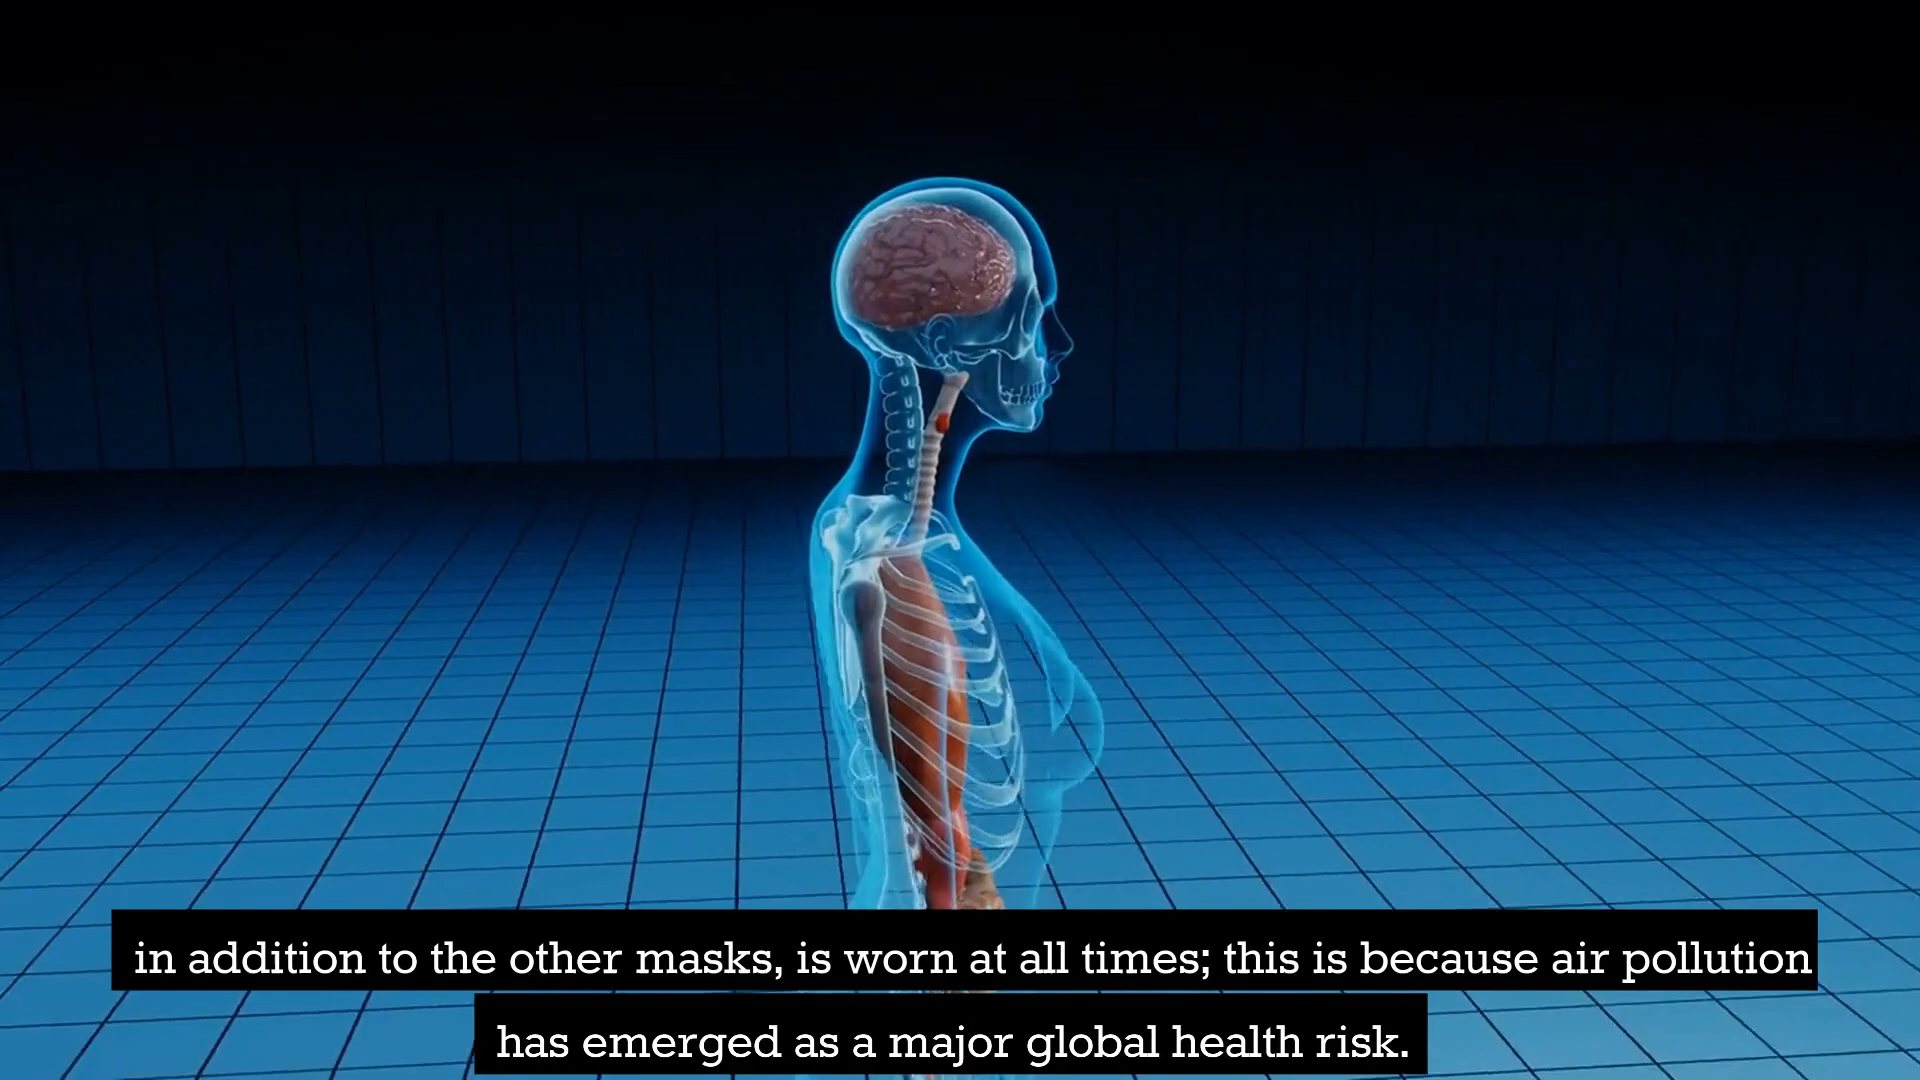 in addition to the other masks, is worn at all times; this is because air pollution
has emerged as a major global health risk.